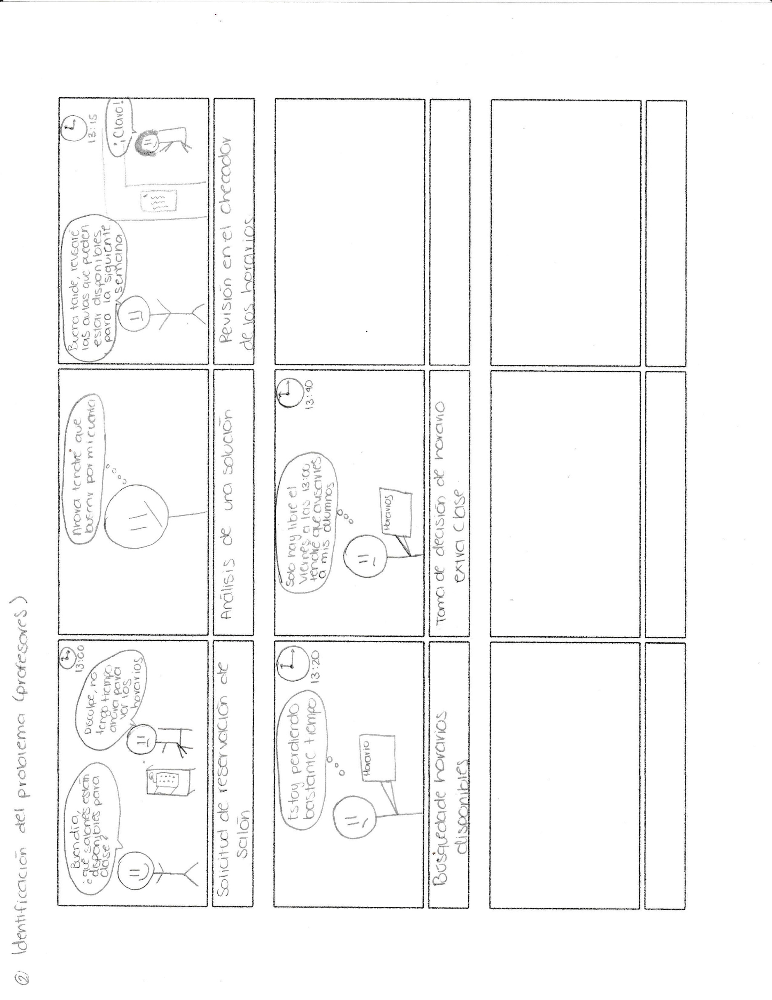 ② Identificación del problema (profesores)
Buen día,
¿que salones están
disponibles para
clase?
Disculpe, no
tengo tiempo
ahora para
ver los
horarios
13:00
Solicitud de reservación de
salón
Ahora tendré que
buscar por mi cuenta
Análisis de una solución
Buena tarde, revisaré
las aulas que pueden
estar disponibles
para la siguiente
semana
13:15
¡Claro!
Revisión en el checador
de los horarios
Estoy perdiendo
bastante tiempo
13:20
Horario
Búsquedade horarios
disponibles
Solo hay libre el
viernes a las 13:00
tendré que avisarles
a mis alumnos
13:40
Horarios
Toma de decisión de horario
extra clase